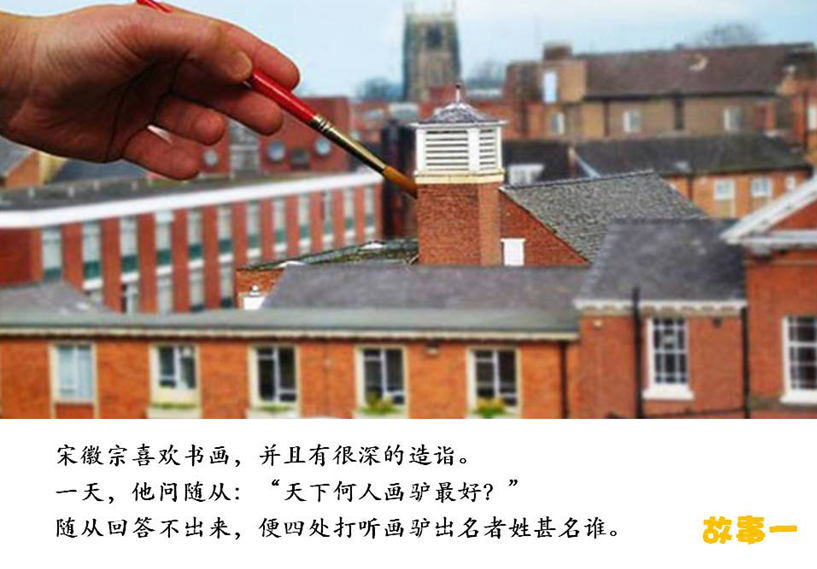 宋徽宗喜欢书画，并且有很深的造诣。
一天，他问随从：“天下何人画驴最好？”
随从回答不出来，便四处打听画驴出名者姓甚名谁。
故事一